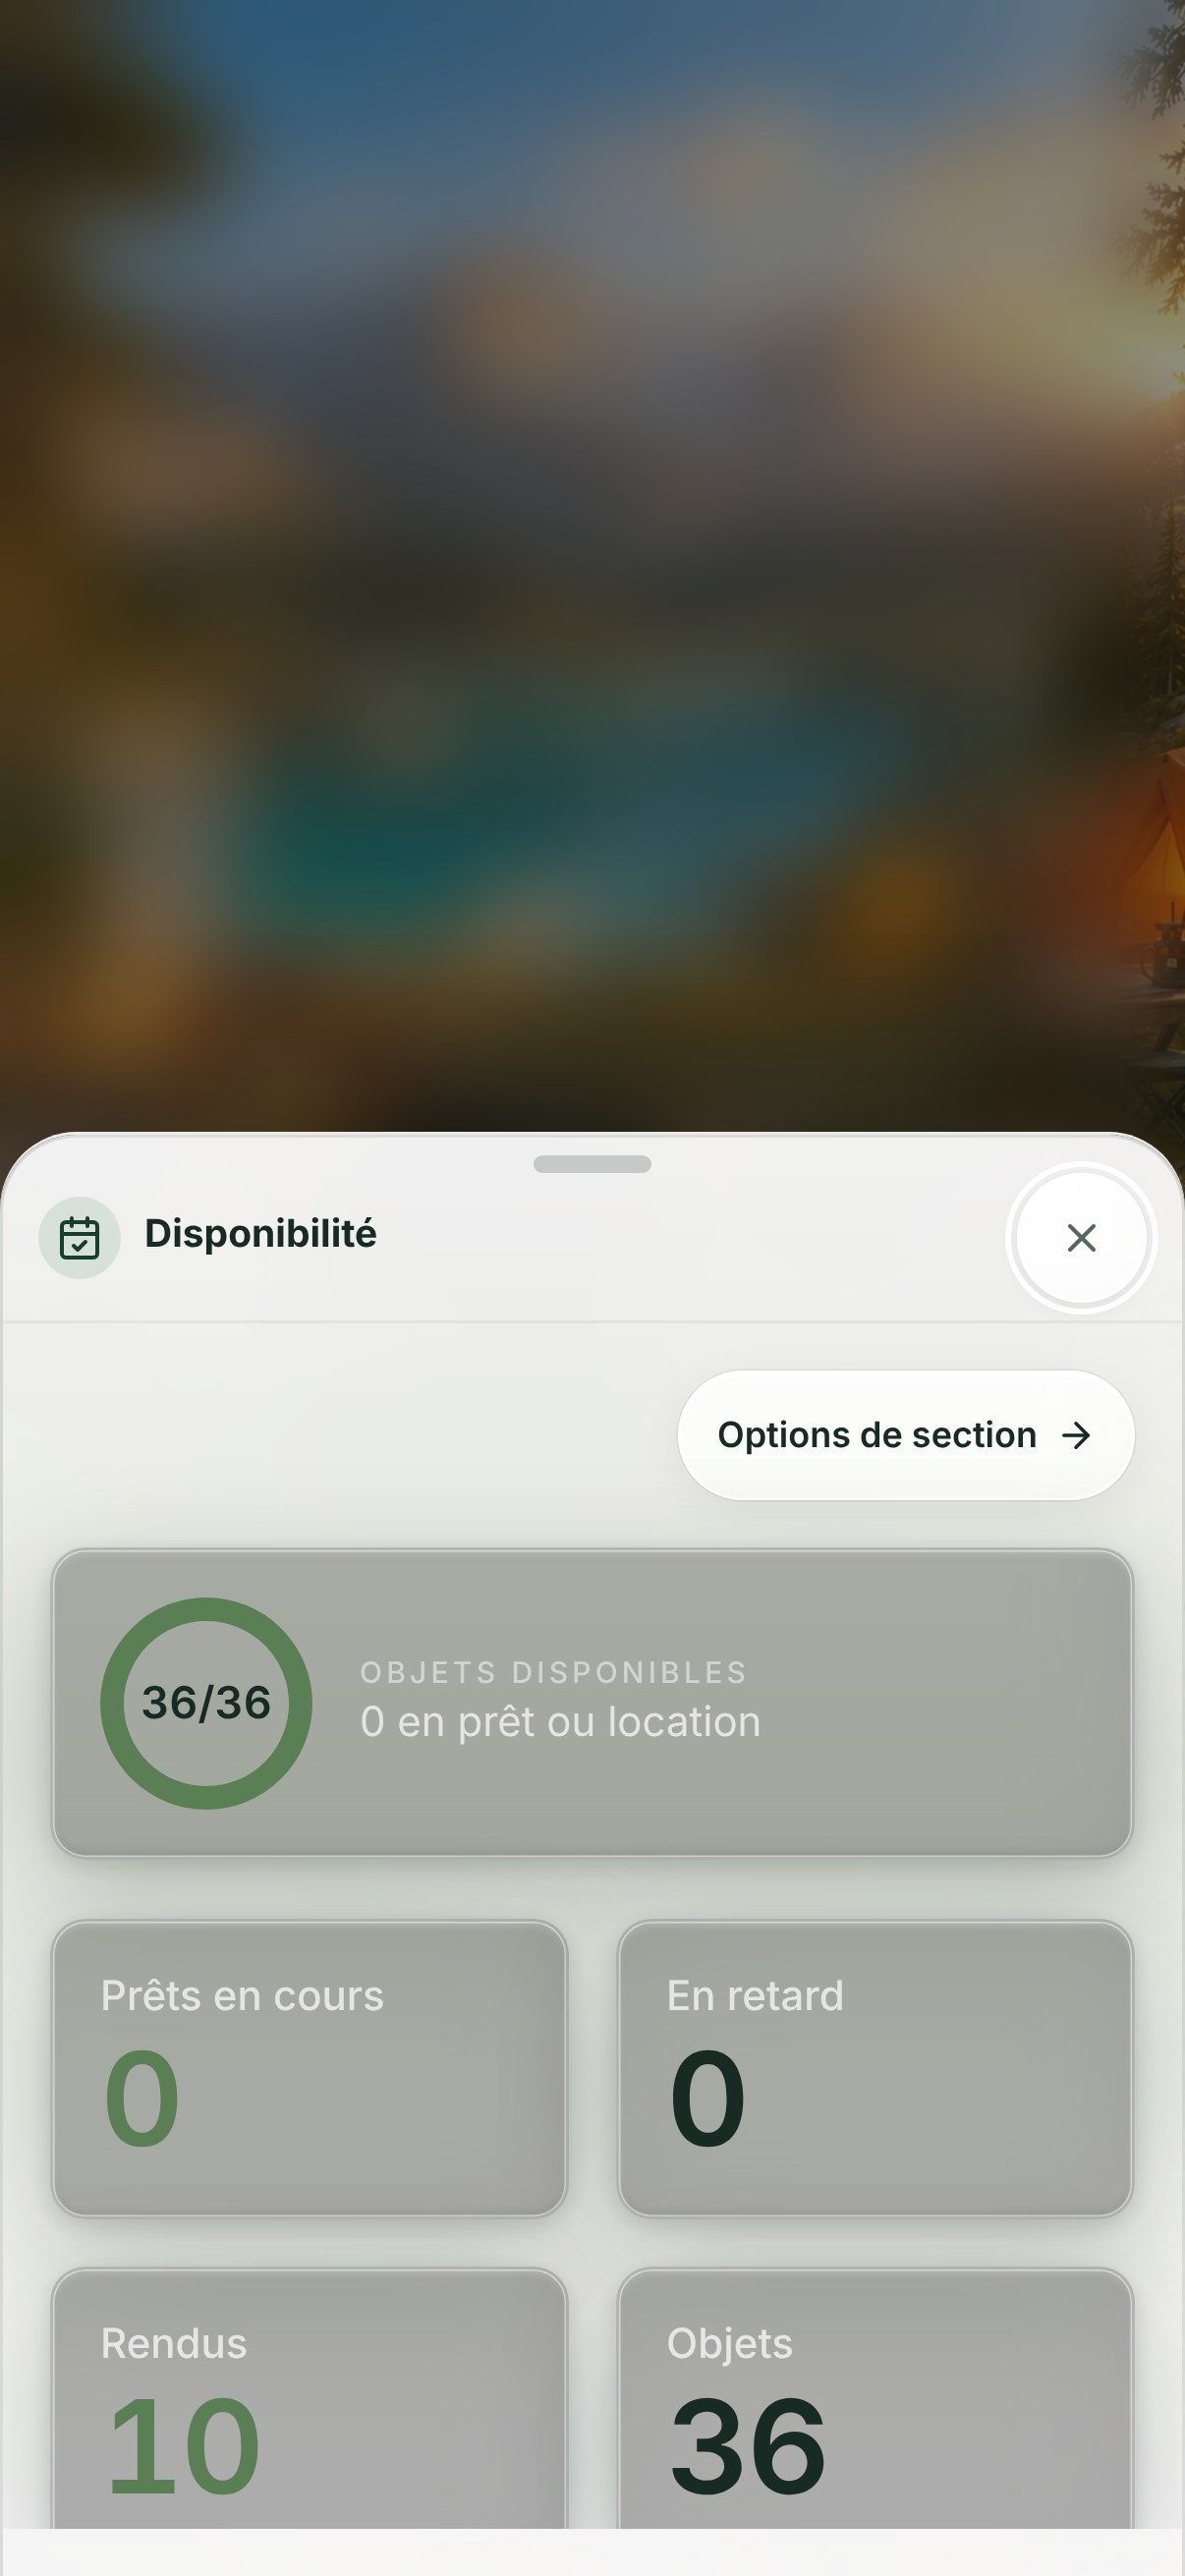 Disponibilité
Options de section
36/36
OBJETS DISPONIBLES
0 en prêt ou location
Prêts en cours
0
En retard
0
Rendus
10
Objets
36